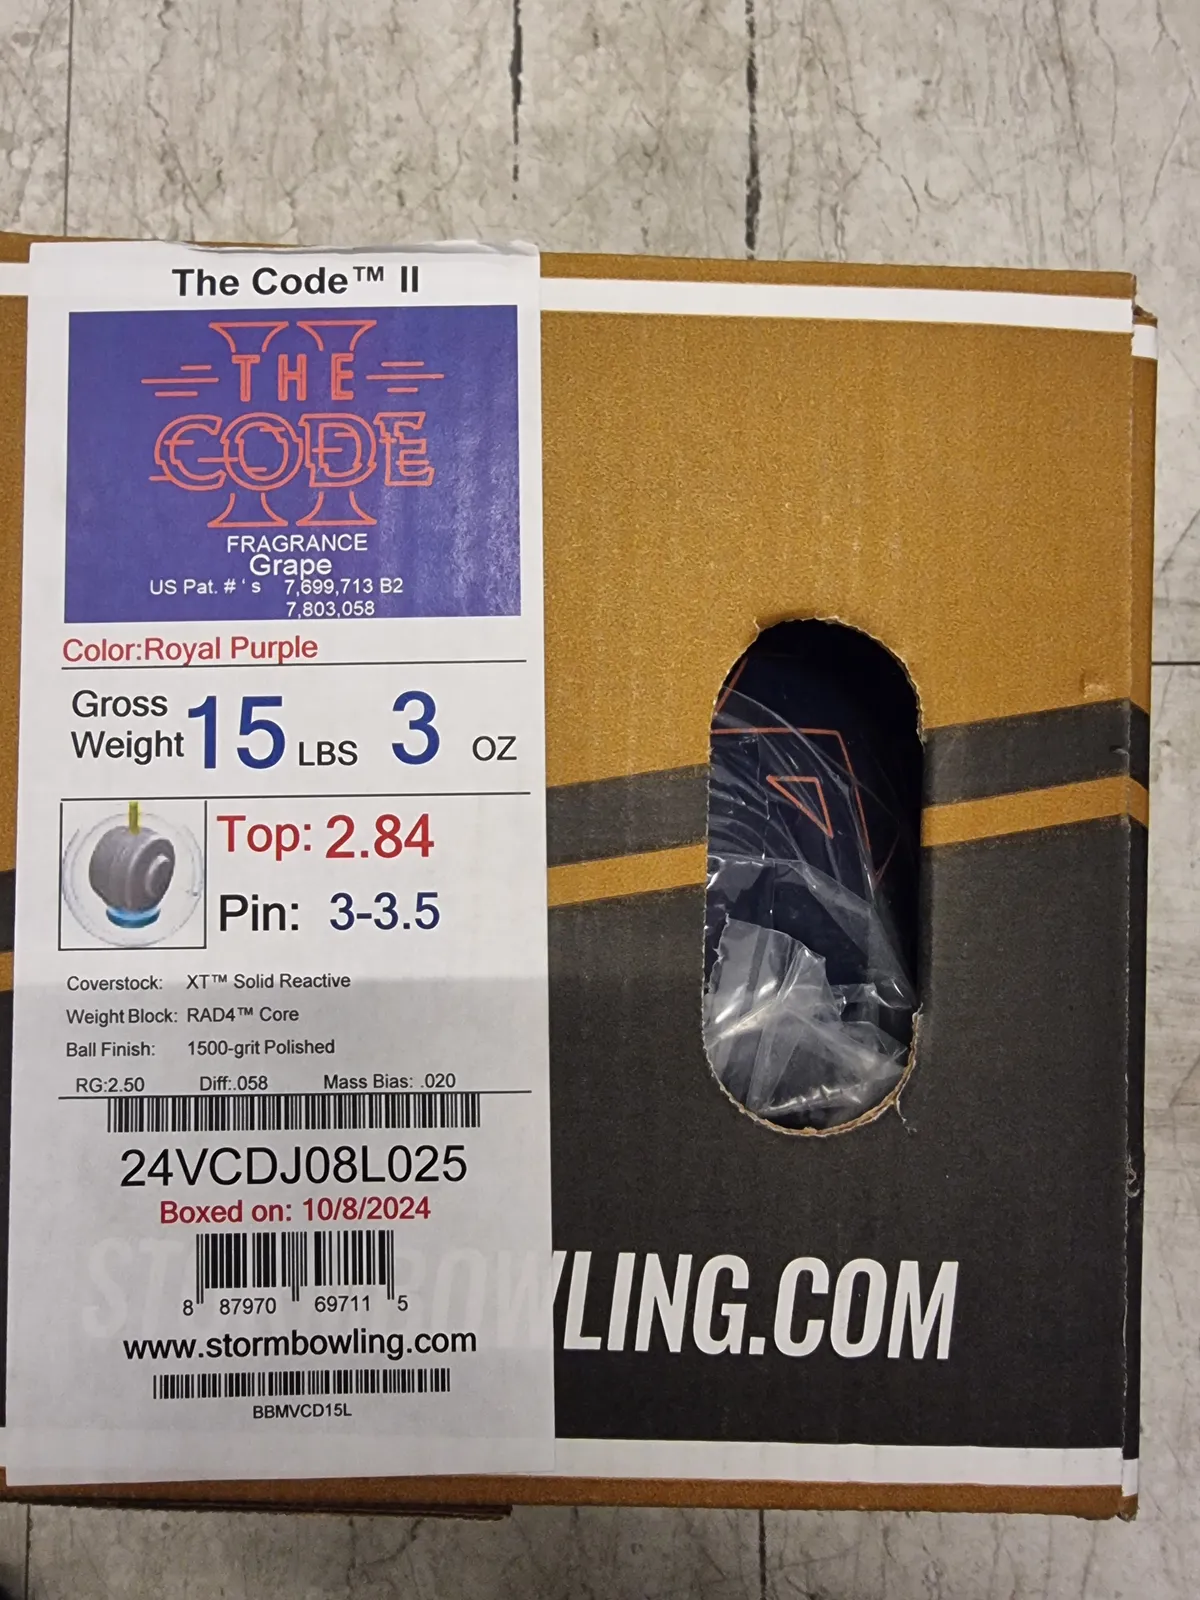 The Code™ II
II
THE
CODE
FRAGRANCE
Grape
US Pat. # ' s 7,699,713 B2
7,803,058
Color:Royal Purple
Gross
Weight 15 LBS 3 OZ
Top: 2.84
Pin: 3-3.5
Coverstock: XT™ Solid Reactive
Weight Block: RAD4™ Core
Ball Finish: 1500-grit Polished
RG:2.50 Diff:.058 Mass Bias: .020
24VCDJ08L025
Boxed on: 10/8/2024
8 87970 69711 5
STORMBOWLING.COM
www.stormbowling.com
BBMVCD15L